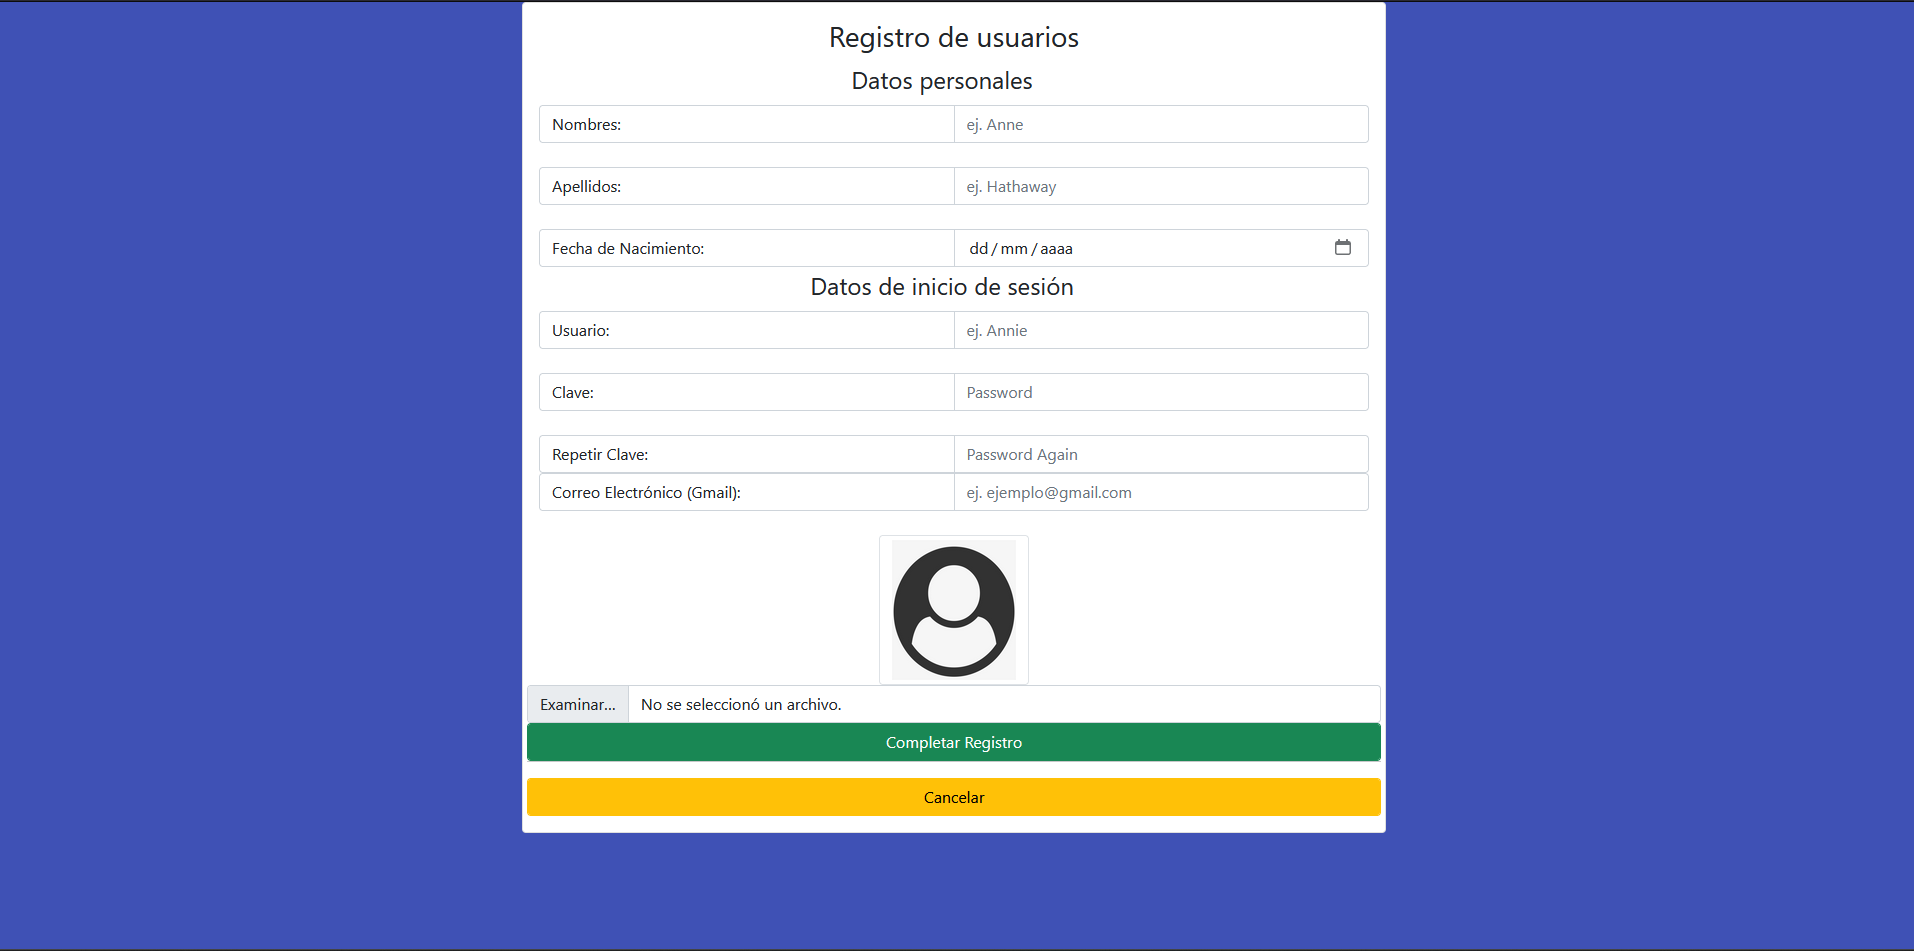 Registro de usuarios
Datos personales
Nombres: ej. Anne
Apellidos: ej. Hathaway
Fecha de Nacimiento: dd/mm/aaaa
Datos de inicio de sesión
Usuario: ej. Annie
Clave: Password
Repetir Clave: Password Again
Correo Electrónico (Gmail): ej. ejemplo@gmail.com
Examinar... No se seleccionó un archivo.
Completar Registro
Cancelar